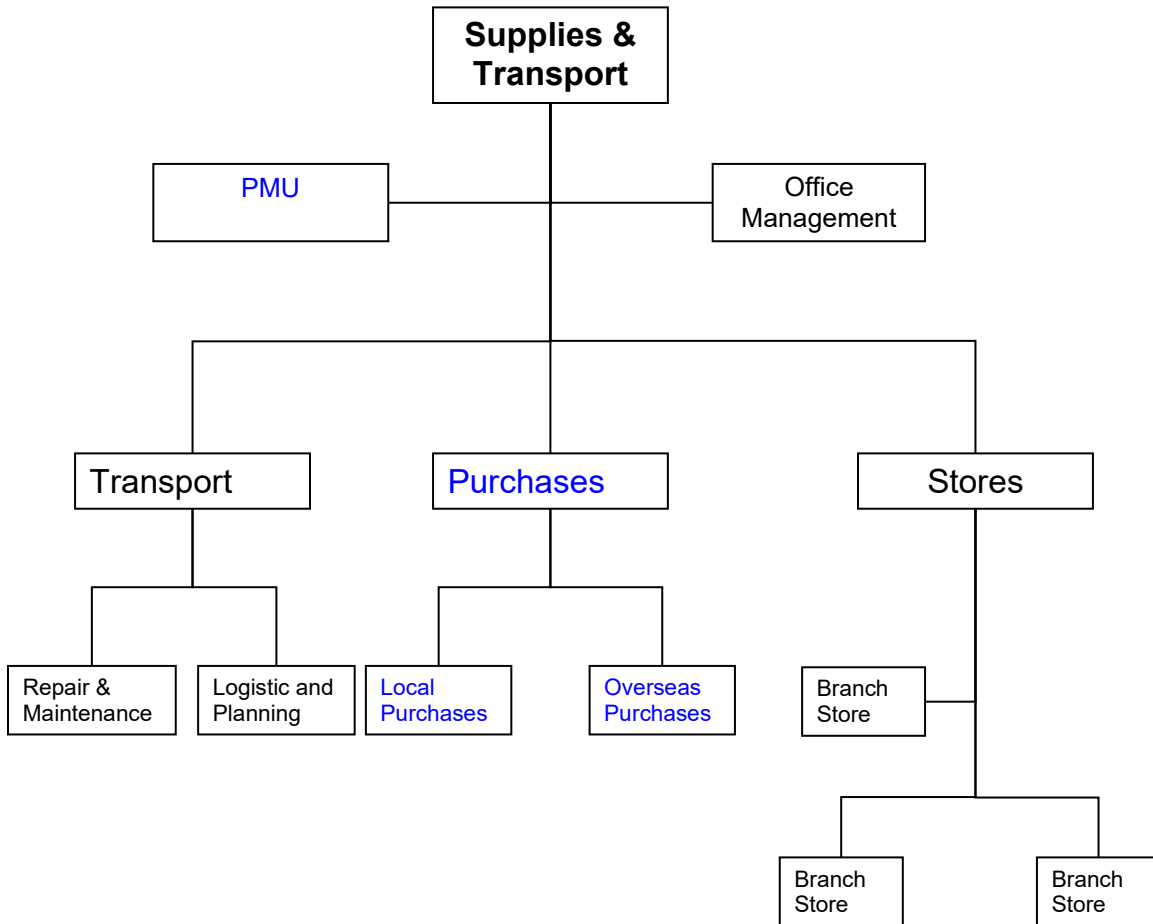 Supplies &
Transport
PMU
Office
Management
Transport
Purchases
Stores
Repair &
Maintenance
Logistic and
Planning
Local
Purchases
Overseas
Purchases
Branch
Store
Branch
Store
Branch
Store